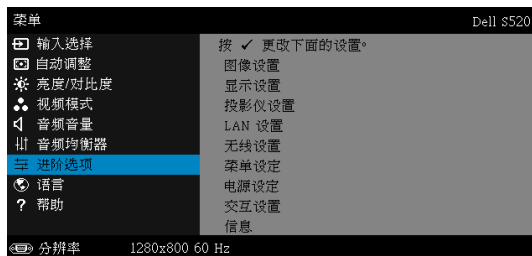 菜单 Dell S520
输入选择
自动调整
亮度/对比度
视频模式
音频音量
音频均衡器
进阶选项
语言
? 帮助
按 ✓ 更改下面的设置。
图像设置
显示设置
投影仪设置
LAN 设置
无线设置
菜单设定
电源设定
交互设置
信息
分辨率 1280x800 60 Hz